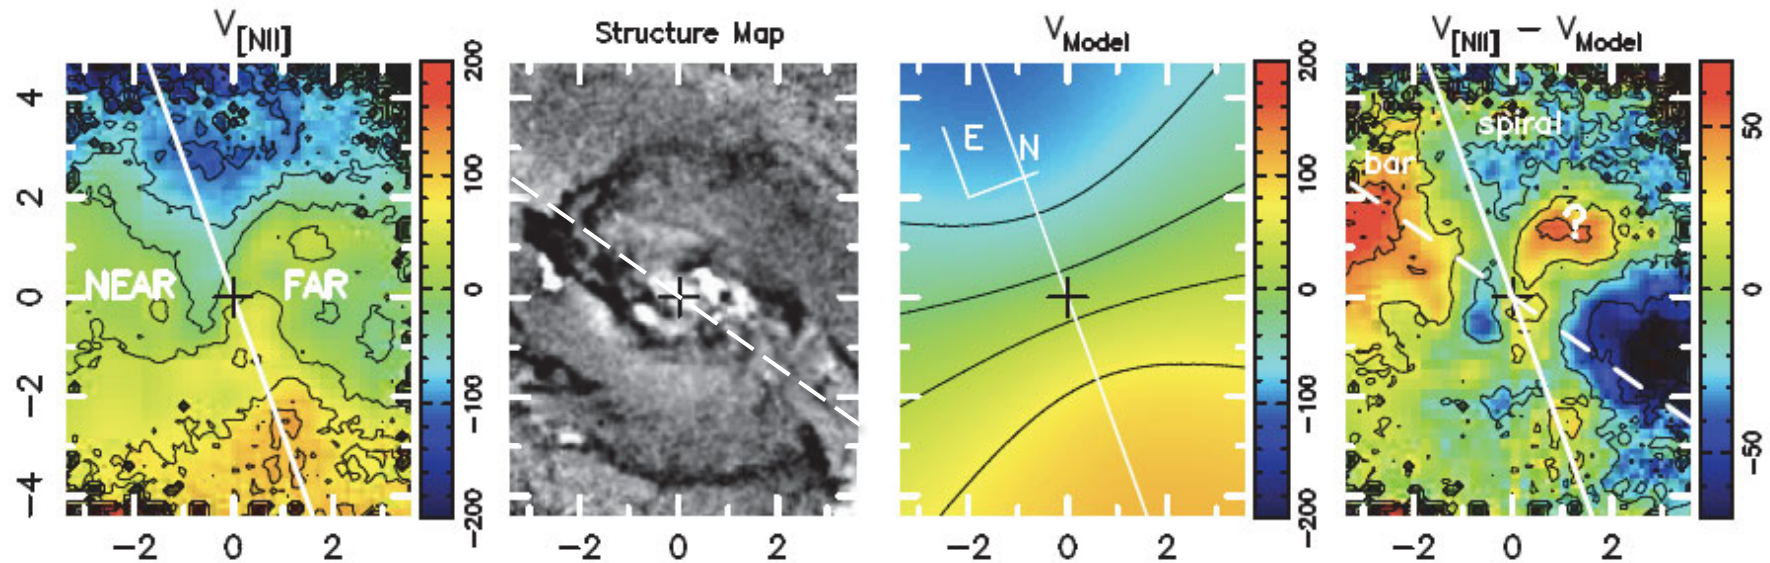 V[NII]
Structure Map
VModel
V[NII] − VModel
NEAR
FAR
E
N
spiral
bar
?
4
2
0
−2
−4
−2 0 2
200
100
0
−100
−200
−2 0 2
−2 0 2
200
100
0
−100
−200
−2 0 2
50
0
−50